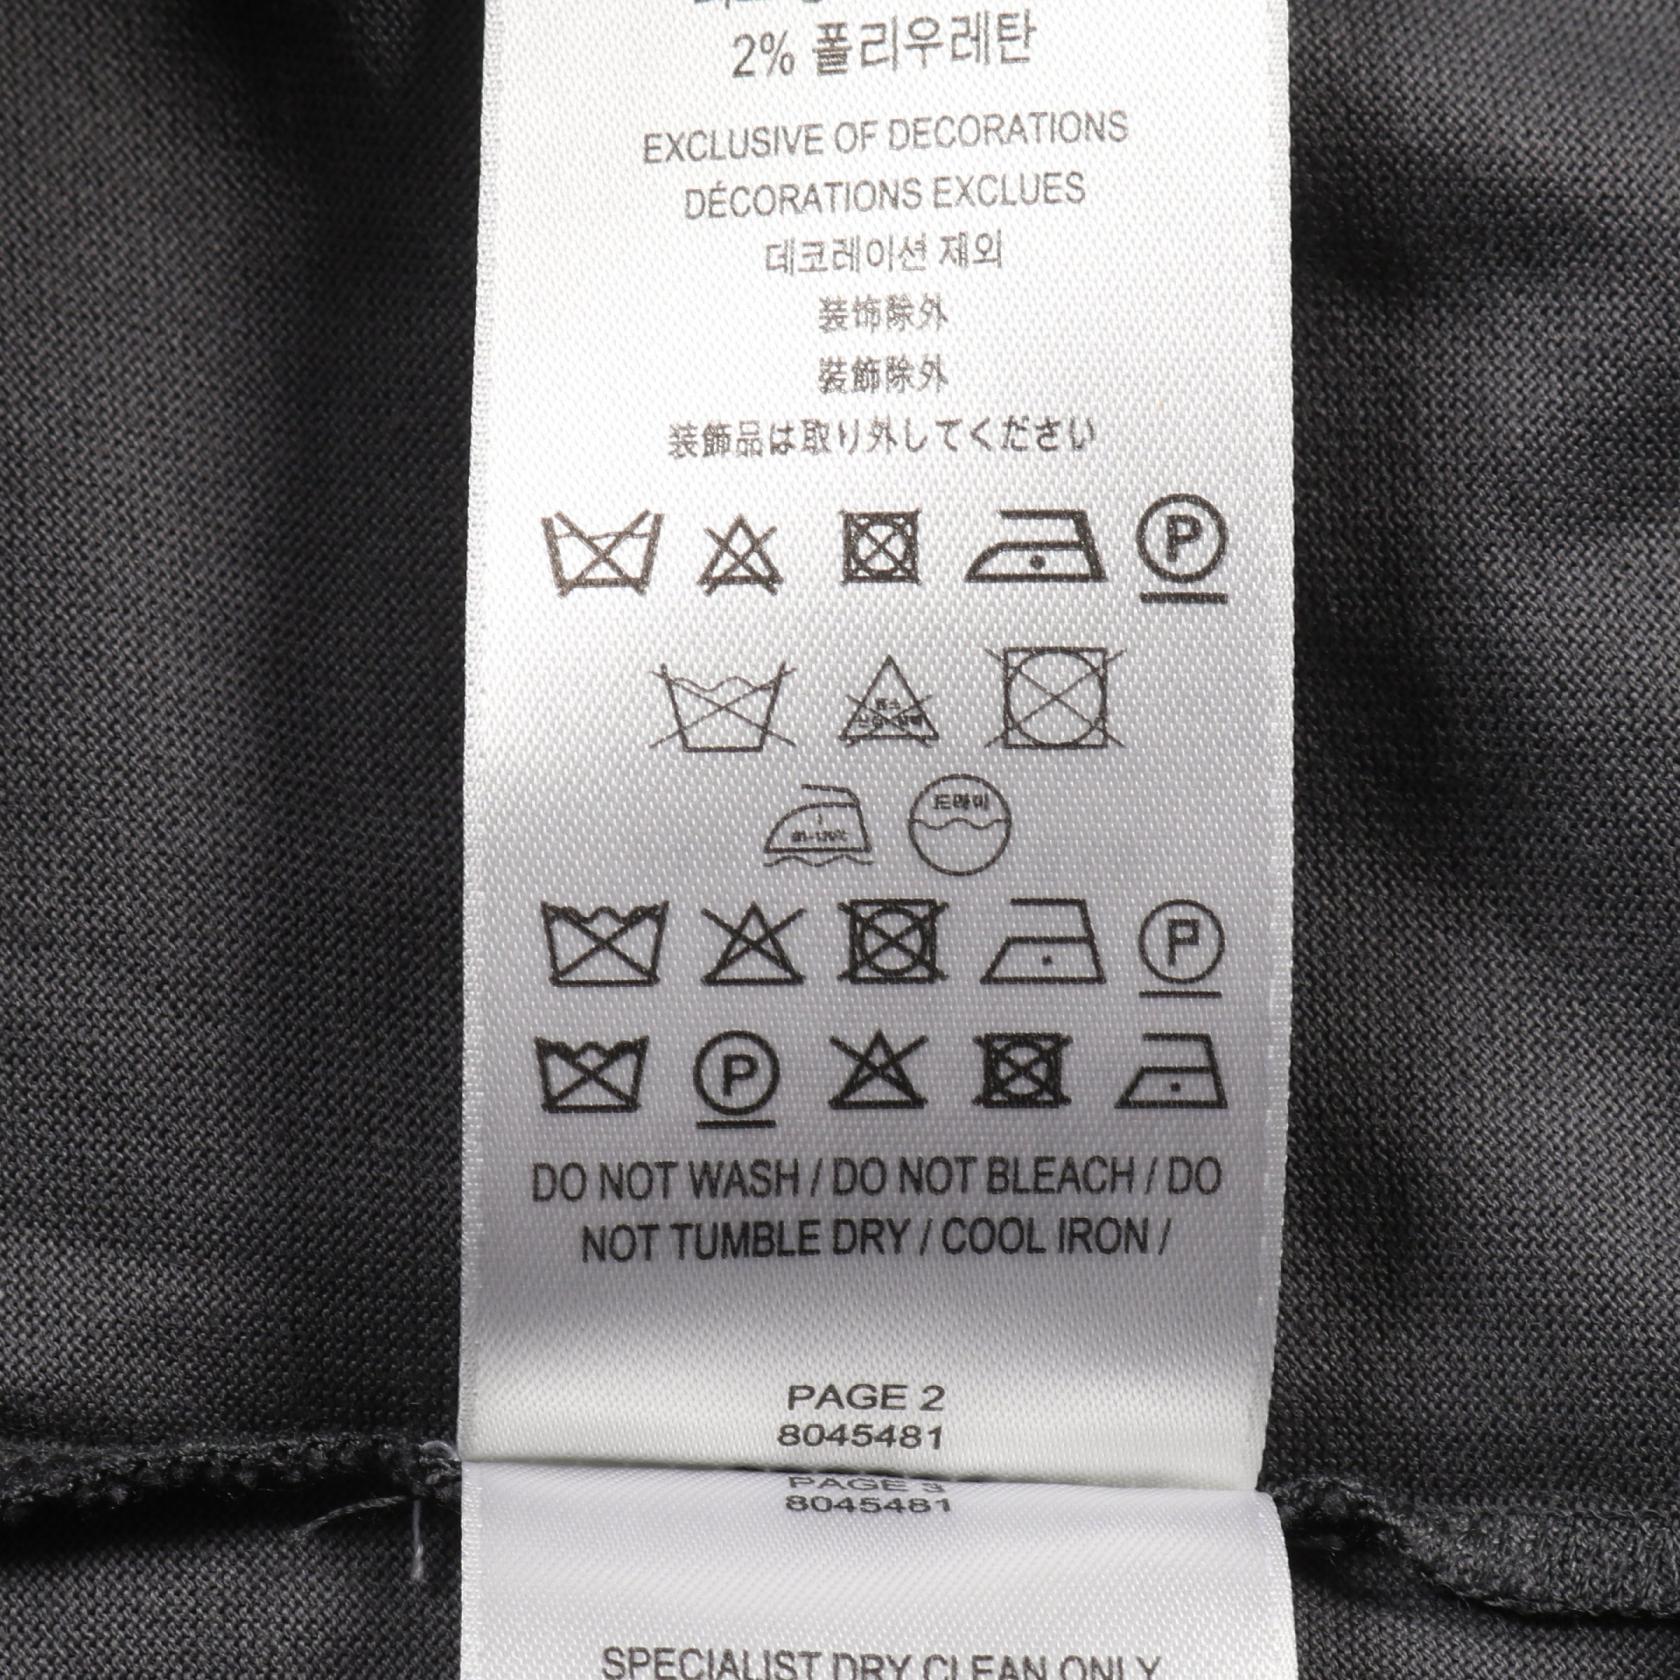 2% 폴리우레탄
EXCLUSIVE OF DECORATIONS
DÉCORATIONS EXCLUES
데코레이션 제외
装饰除外
裝飾除外
装飾品は取り外してください
P
드라이
P
P
DO NOT WASH / DO NOT BLEACH / DO
NOT TUMBLE DRY / COOL IRON /
PAGE 2
8045481
PAGE 3
8045481
SPECIALIST DRY CLEAN ONLY